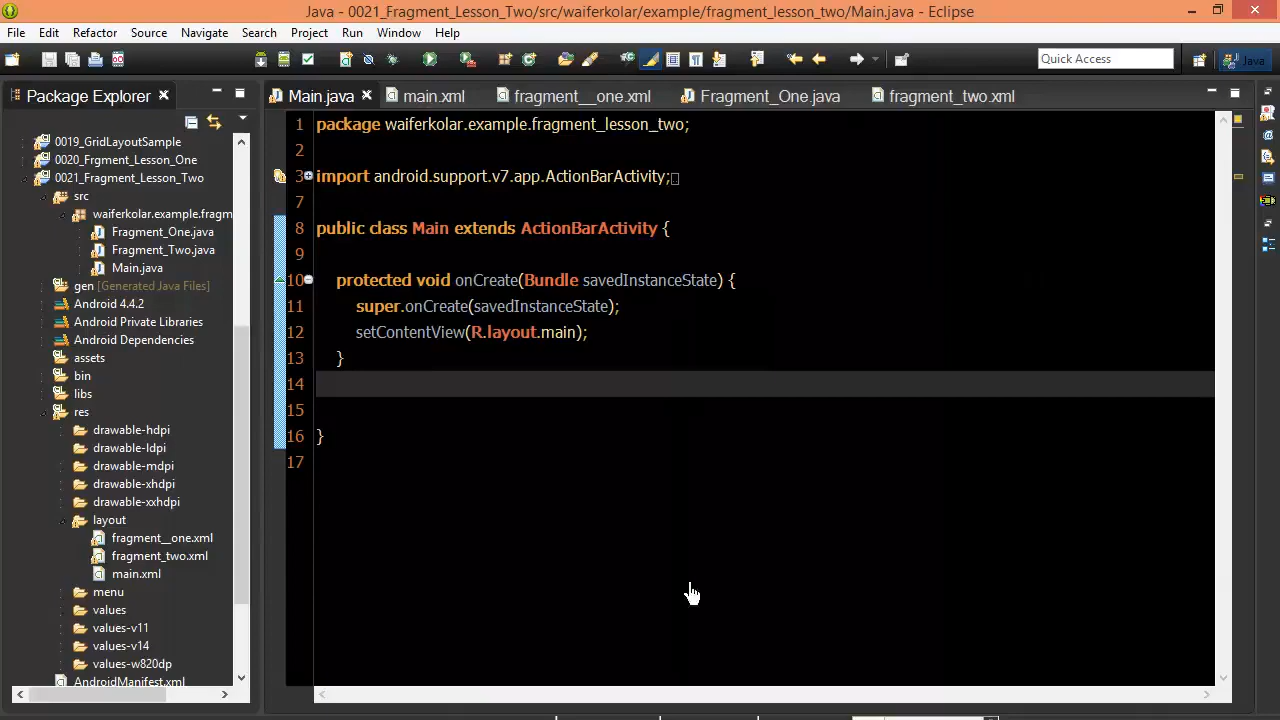 Java - 0021_Fragment_Lesson_Two/src/waiferkolar/example/fragment_lesson_two/Main.java - Eclipse
File Edit Refactor Source Navigate Search Project Run Window Help
Quick Access
Java
Package Explorer
Main.java
main.xml
fragment__one.xml
Fragment_One.java
fragment_two.xml
0019_GridLayoutSample
0020_Frgment_Lesson_One
0021_Fragment_Lesson_Two
src
waiferkolar.example.fragm
Fragment_One.java
Fragment_Two.java
Main.java
gen [Generated Java Files]
Android 4.4.2
Android Private Libraries
Android Dependencies
assets
bin
libs
res
drawable-hdpi
drawable-ldpi
drawable-mdpi
drawable-xhdpi
drawable-xxhdpi
layout
fragment__one.xml
fragment_two.xml
main.xml
menu
values
values-v11
values-v14
values-w820dp
AndroidManifest.xml
1 package waiferkolar.example.fragment_lesson_two;
2
3 import android.support.v7.app.ActionBarActivity;
7
8 public class Main extends ActionBarActivity {
9
10 protected void onCreate(Bundle savedInstanceState) {
11 super.onCreate(savedInstanceState);
12 setContentView(R.layout.main);
13 }
14
15
16 }
17